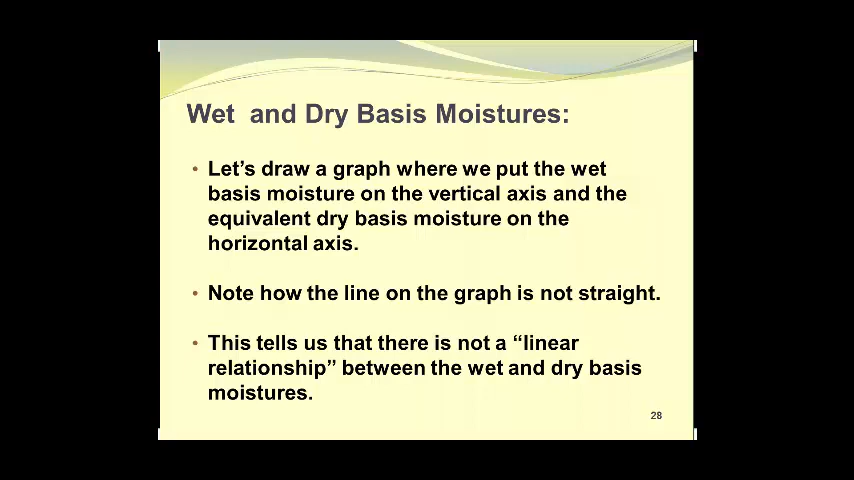 Wet  and Dry Basis Moistures:
• Let’s draw a graph where we put the wet
basis moisture on the vertical axis and the
equivalent dry basis moisture on the
horizontal axis.
• Note how the line on the graph is not straight.
• This tells us that there is not a “linear
relationship” between the wet and dry basis
moistures.
28